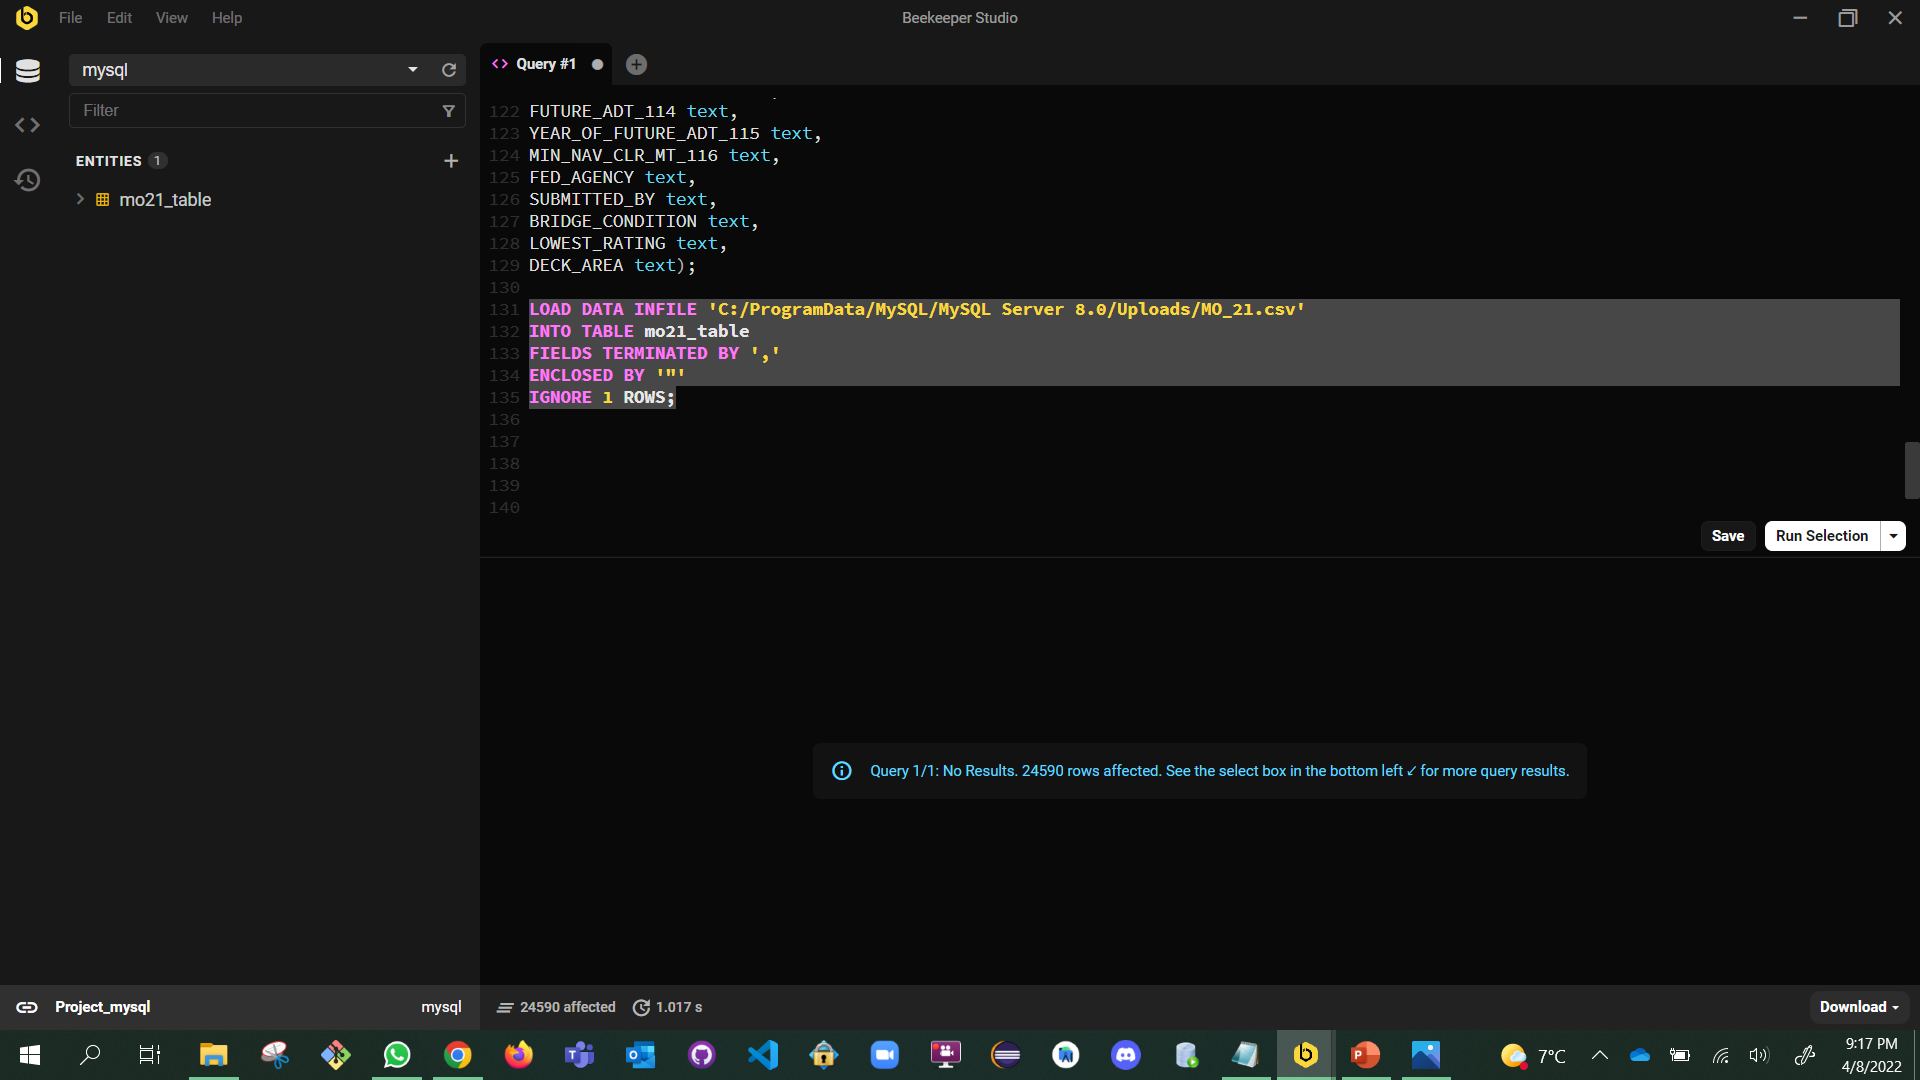 File Edit View Help
Beekeeper Studio
mysql
Filter
ENTITIES 1
mo21_table
Query #1
122 FUTURE_ADT_114 text,
123 YEAR_OF_FUTURE_ADT_115 text,
124 MIN_NAV_CLR_MT_116 text,
125 FED_AGENCY text,
126 SUBMITTED_BY text,
127 BRIDGE_CONDITION text,
128 LOWEST_RATING text,
129 DECK_AREA text);
130
131 LOAD DATA INFILE 'C:/ProgramData/MySQL/MySQL Server 8.0/Uploads/MO_21.csv'
132 INTO TABLE mo21_table
133 FIELDS TERMINATED BY ','
134 ENCLOSED BY '"'
135 IGNORE 1 ROWS;
136
137
138
139
140
Save Run Selection
Query 1/1: No Results. 24590 rows affected. See the select box in the bottom left ↙ for more query results.
Project_mysql mysql
24590 affected 1.017 s
Download
7°C
9:17 PM
4/8/2022